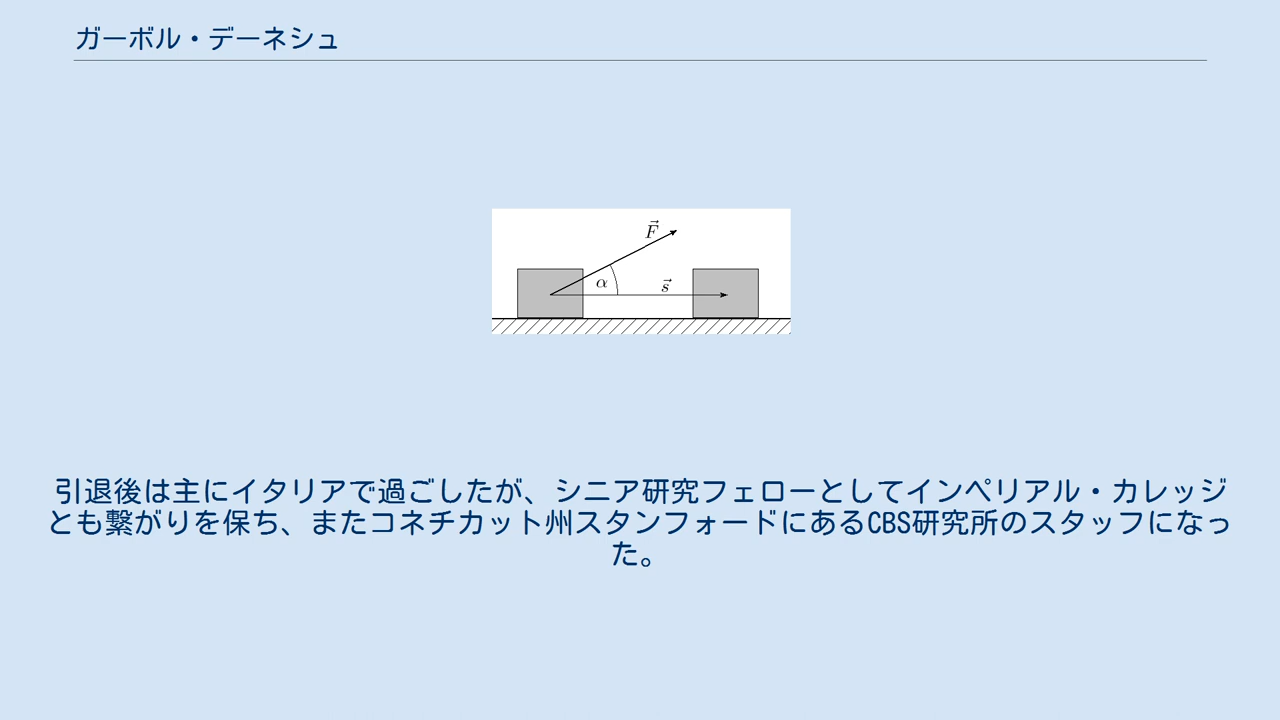 ガーボル・デーネシュ
F⃗
α
s⃗
引退後は主にイタリアで過ごしたが、シニア研究フェローとしてインペリアル・カレッジ
とも繋がりを保ち、またコネチカット州スタンフォードにあるCBS研究所のスタッフになっ
た。